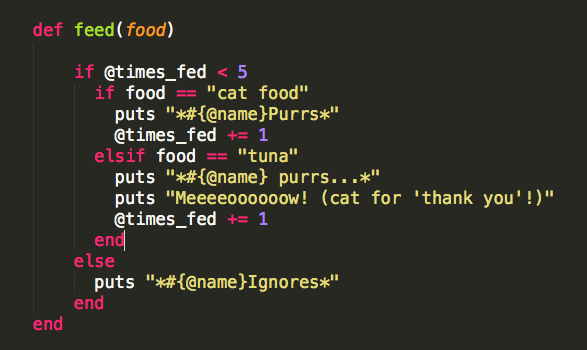 def feed(food)
if @times_fed < 5
if food == "cat food"
puts "*#{@name}Purrs*"
@times_fed += 1
elsif food == "tuna"
puts "*#{@name} purrs...*"
puts "Meeeeoooooow! (cat for 'thank you'!)"
@times_fed += 1
end
else
puts "*#{@name}Ignores*"
end
end